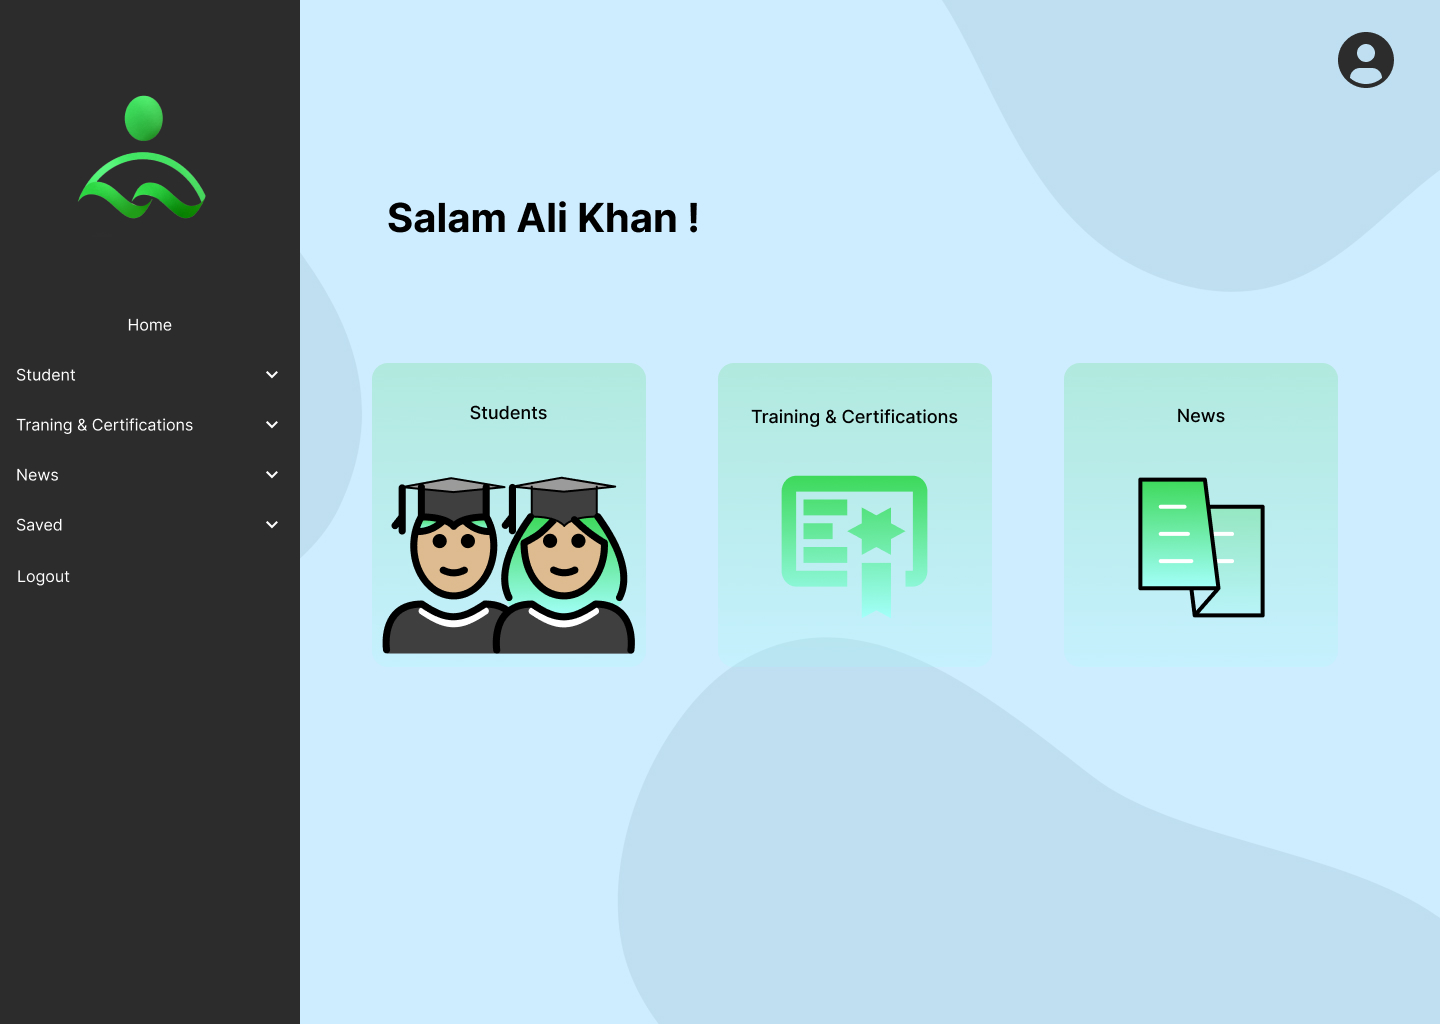 Home
Student
Traning & Certifications
News
Saved
Logout
Salam Ali Khan !
Students
Training & Certifications
News